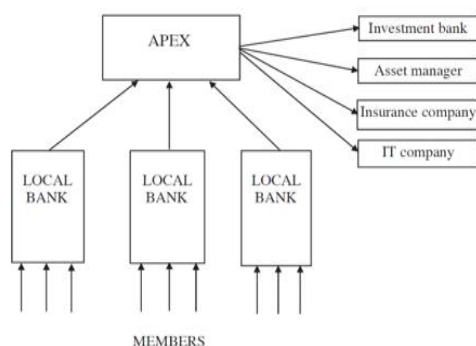 APEX
Investment bank
Asset manager
Insurance company
IT company
LOCAL
BANK
LOCAL
BANK
LOCAL
BANK
MEMBERS